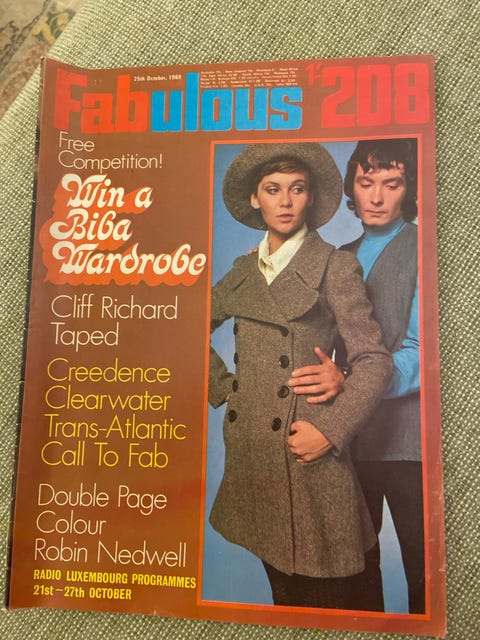 25th October, 1969
1'-
Fabulous 208
Free
Competition!
Win a
Biba
Wardrobe
Cliff Richard
Taped
Creedence
Clearwater
Trans-Atlantic
Call To Fab
Double Page
Colour
Robin Nedwell
RADIO LUXEMBOURG PROGRAMMES
21st—27th OCTOBER